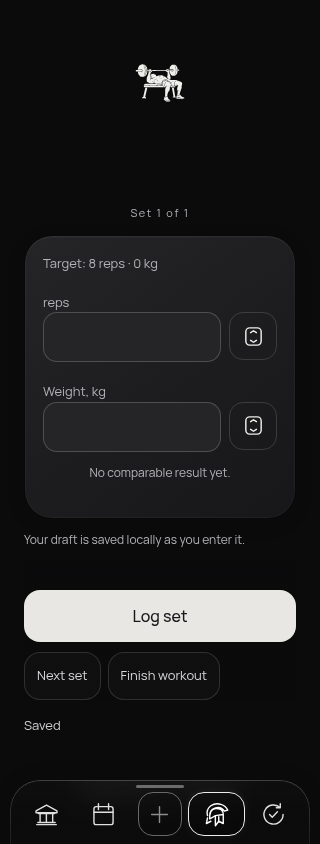 Set 1 of 1
Target: 8 reps · 0 kg
reps
Weight, kg
No comparable result yet.
Your draft is saved locally as you enter it.
Log set
Next set
Finish workout
Saved